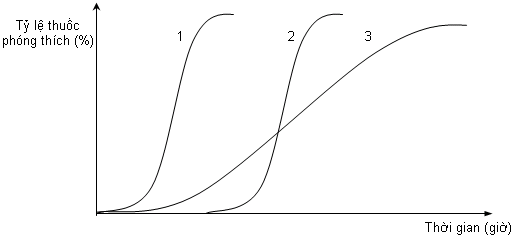 Tỷ lệ thuốc
phóng thích (%)
1
2
3
Thời gian (giờ)